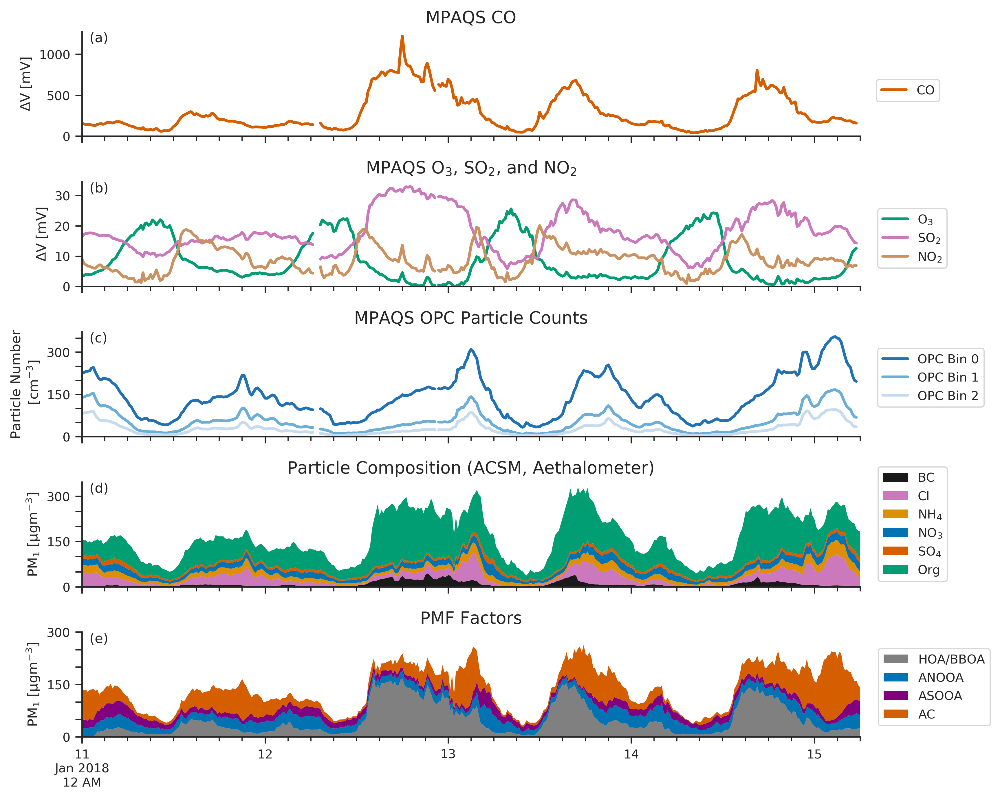 MPAQS CO
(a)
1000
500
0
ΔV [mV]
CO
MPAQS O₃, SO₂, and NO₂
(b)
30
20
10
0
ΔV [mV]
O₃
SO₂
NO₂
MPAQS OPC Particle Counts
(c)
300
150
0
Particle Number
[cm⁻³]
OPC Bin 0
OPC Bin 1
OPC Bin 2
Particle Composition (ACSM, Aethalometer)
(d)
300
150
0
PM₁ [µgm⁻³]
BC
Cl
NH₄
NO₃
SO₄
Org
PMF Factors
(e)
300
150
0
PM₁ [µgm⁻³]
HOA/BBOA
ANOOA
ASOOA
AC
11 12 13 14 15
Jan 2018
12 AM